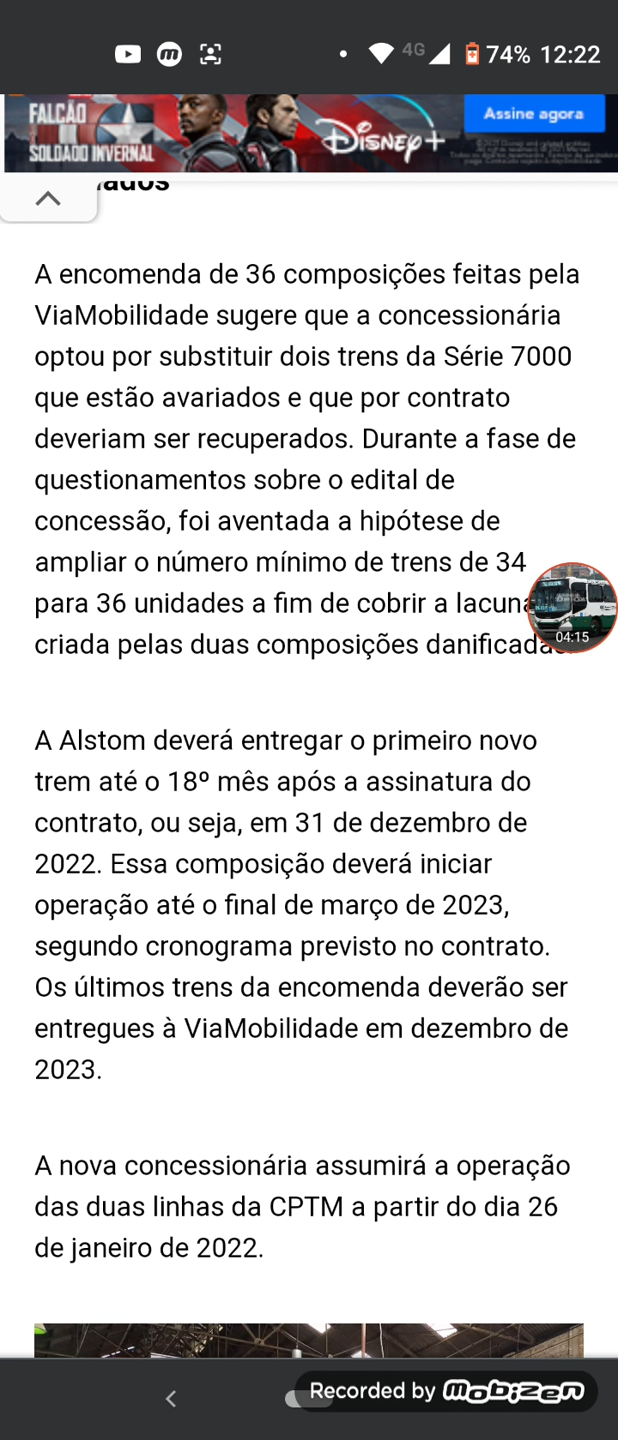 4G 74% 12:22
FALCÃO
E O
SOLDADO INVERNAL
Disney+
Assine agora
A encomenda de 36 composições feitas pela
ViaMobilidade sugere que a concessionária
optou por substituir dois trens da Série 7000
que estão avariados e que por contrato
deveriam ser recuperados. Durante a fase de
questionamentos sobre o edital de
concessão, foi aventada a hipótese de
ampliar o número mínimo de trens de 34
para 36 unidades a fim de cobrir a lacuna
criada pelas duas composições danificadas.
04:15
A Alstom deverá entregar o primeiro novo
trem até o 18º mês após a assinatura do
contrato, ou seja, em 31 de dezembro de
2022. Essa composição deverá iniciar
operação até o final de março de 2023,
segundo cronograma previsto no contrato.
Os últimos trens da encomenda deverão ser
entregues à ViaMobilidade em dezembro de
2023.
A nova concessionária assumirá a operação
das duas linhas da CPTM a partir do dia 26
de janeiro de 2022.
Recorded by mobizen